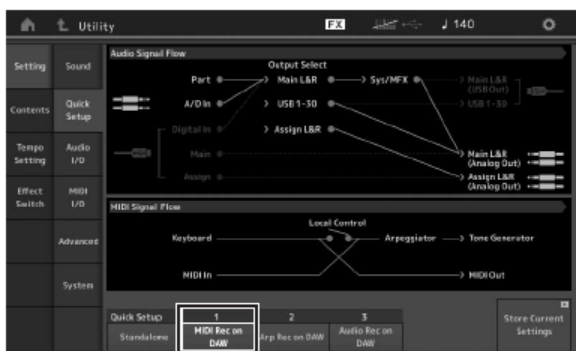 Utility
FX
140
Setting
Sound
Contents
Quick
Setup
Tempo
Setting
Audio
I/O
Effect
Switch
MIDI
I/O
Advanced
System
Audio Signal Flow
Output Select
Part
Main L&R
Sys/MFX
Main L&R
(USB Out)
A/D In
USB 1-30
USB 1-30
Digital In
Assign L&R
Main
Main L&R
(Analog Out)
Assign
Assign L&R
(Analog Out)
MIDI Signal Flow
Local Control
Keyboard
Arpeggiator
Tone Generator
MIDI In
MIDI Out
Quick Setup
1
2
3
Standalone
MIDI Rec on
DAW
Arp Rec on DAW
Audio Rec on
DAW
Store Current
Settings